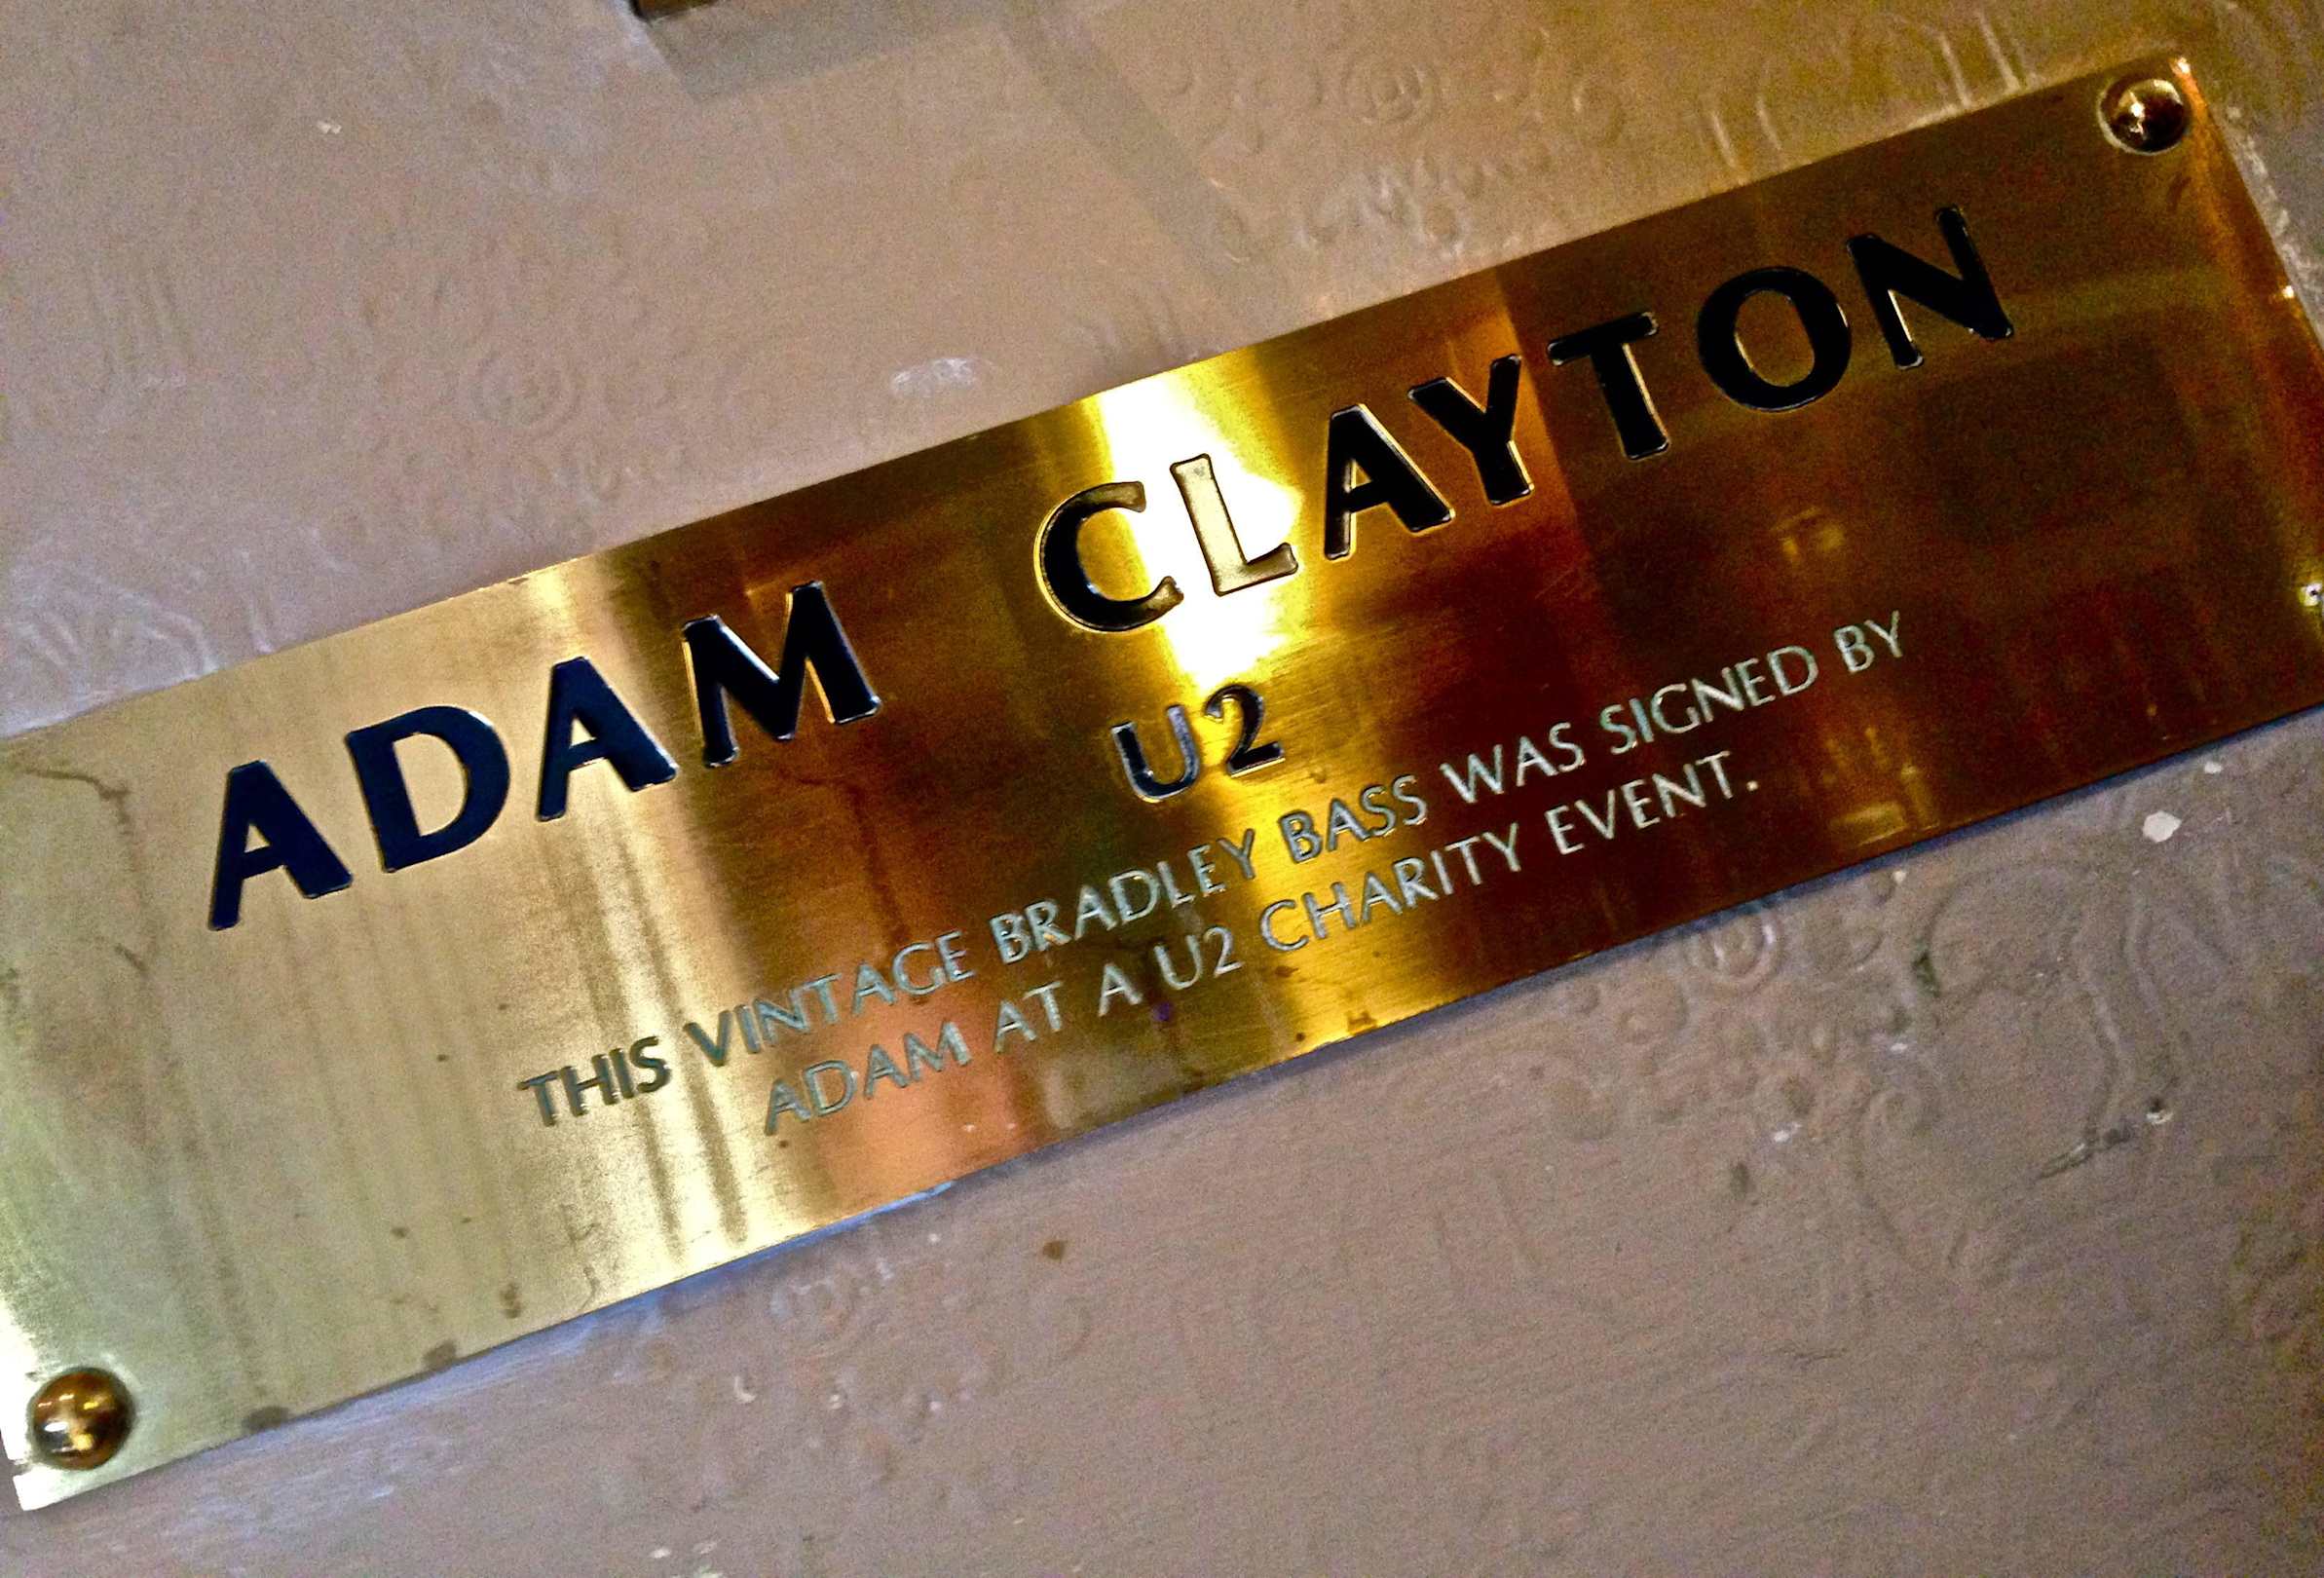 ADAM CLAYTON
U2
THIS VINTAGE BRADLEY BASS WAS SIGNED BY
ADAM AT A U2 CHARITY EVENT.